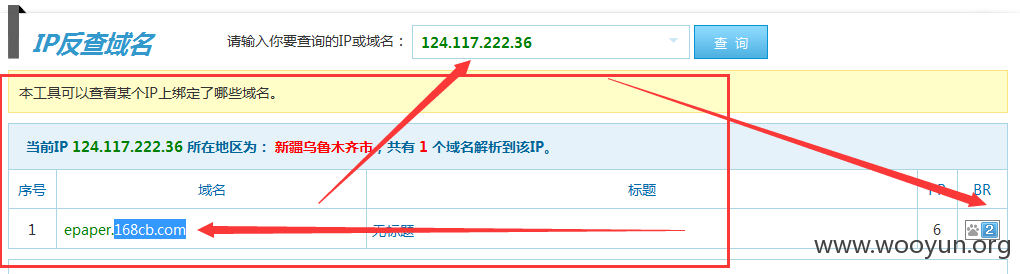 IP反查域名
请输入你要查询的IP或域名： 124.117.222.36 查 询
本工具可以查看某个IP上绑定了哪些域名。
当前IP 124.117.222.36 所在地区为： 新疆乌鲁木齐市，共有 1 个域名解析到该IP。
序号 域名 标题 PR BR
1 epaper.168cb.com 无标题 6 2
www.wooyun.org